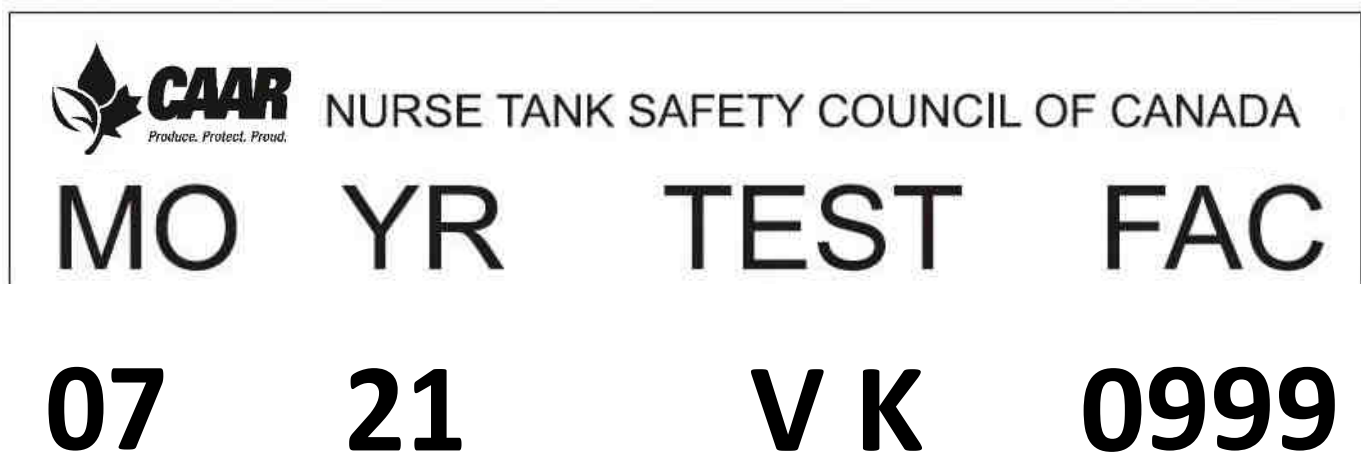 CAAR
Produce. Protect. Proud.
NURSE TANK SAFETY COUNCIL OF CANADA
MO YR TEST FAC
07 21 V K 0999